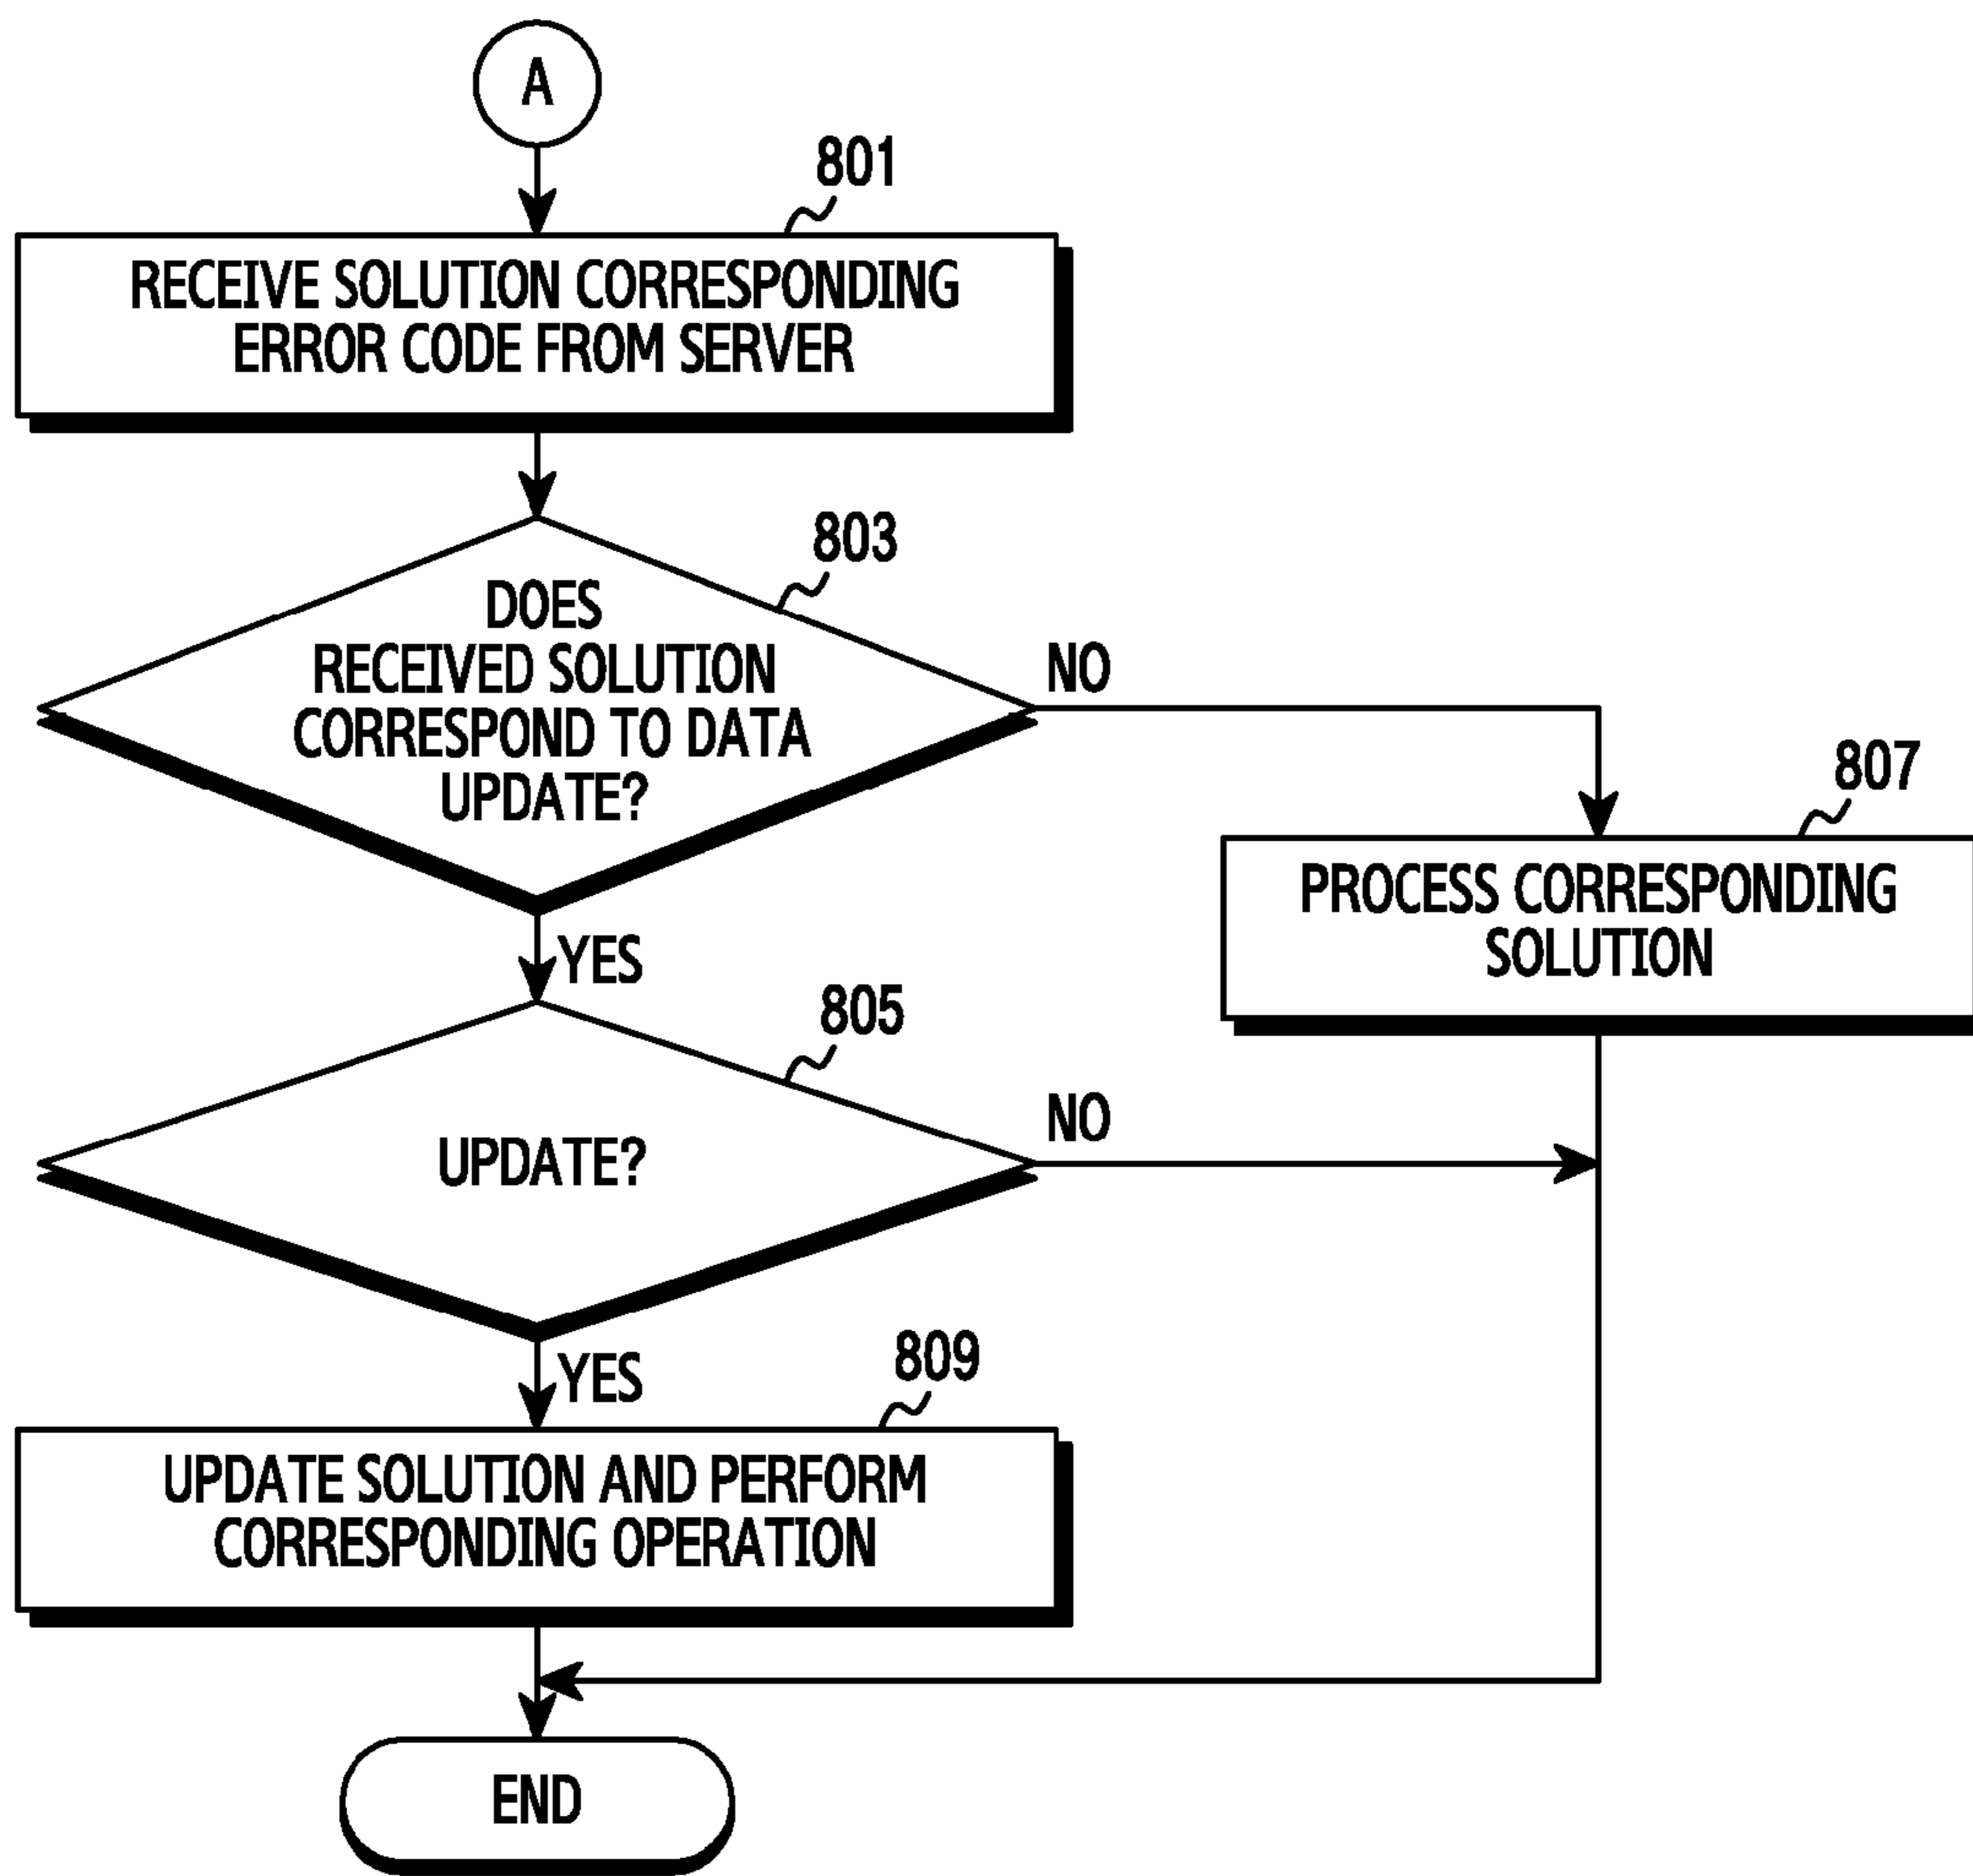 A
801
RECEIVE SOLUTION CORRESPONDING
ERROR CODE FROM SERVER
803
DOES
RECEIVED SOLUTION
CORRESPOND TO DATA
UPDATE?
NO
807
PROCESS CORRESPONDING
SOLUTION
YES
805
UPDATE?
NO
YES
809
UPDATE SOLUTION AND PERFORM
CORRESPONDING OPERATION
END